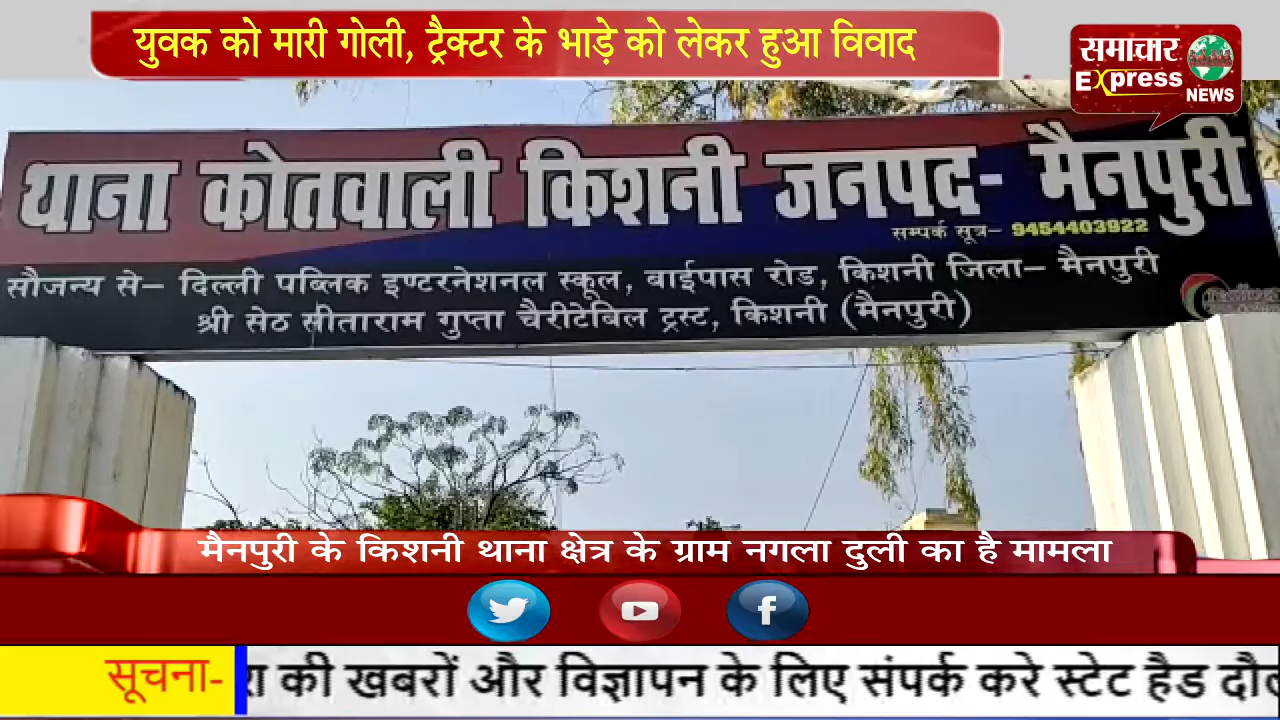 युवक को मारी गोली, ट्रैक्टर के भाड़े को लेकर हुआ विवाद
समाचार
Express
NEWS
थाना कोतवाली किशनी जनपद- मैनपुरी
सम्पर्क सूत्र- 9454403922
सौजन्य से- दिल्ली पब्लिक इण्टरनेशनल स्कूल, बाईपास रोड, किशनी जिला- मैनपुरी
श्री सेठ सीताराम गुप्ता चैरीटेबिल ट्रस्ट, किशनी (मैनपुरी)
मैनपुरी के किशनी थाना क्षेत्र के ग्राम नगला दुली का है मामला
सूचना- की खबरों और विज्ञापन के लिए संपर्क करे स्टेट हैड